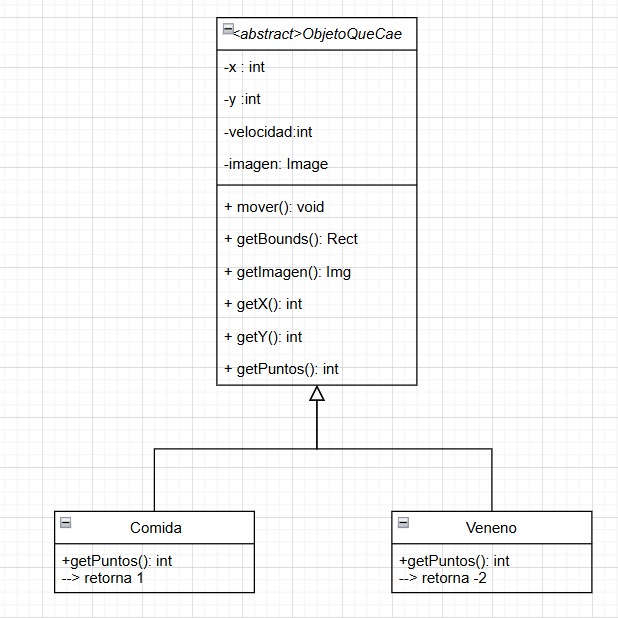 <abstract>ObjetoQueCae
-x : int
-y :int
-velocidad:int
-imagen: Image
+ mover(): void
+ getBounds(): Rect
+ getImagen(): Img
+ getX(): int
+ getY(): int
+ getPuntos(): int
Comida
+getPuntos(): int
--> retorna 1
Veneno
+getPuntos(): int
--> retorna -2